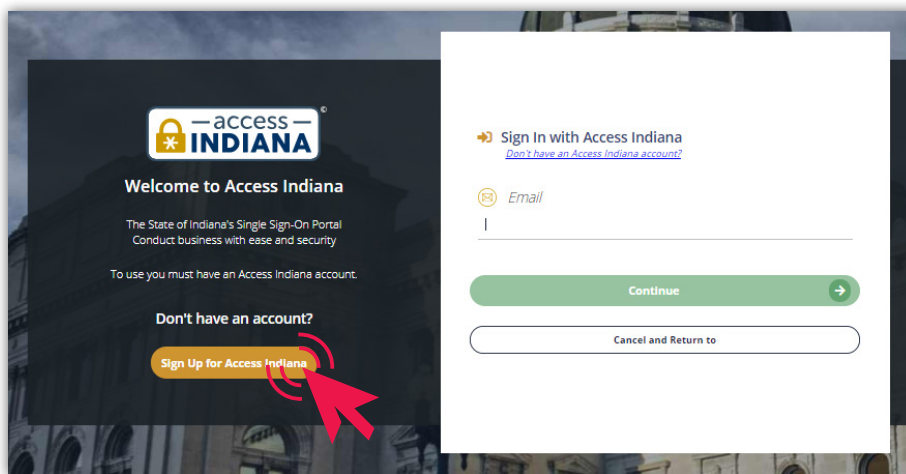 access
INDIANA
©
Welcome to Access Indiana
The State of Indiana's Single Sign-On Portal
Conduct business with ease and security
To use you must have an Access Indiana account.
Don't have an account?
Sign Up for Access Indiana
Sign In with Access Indiana
Don't have an Access Indiana account?
Email
Continue
Cancel and Return to